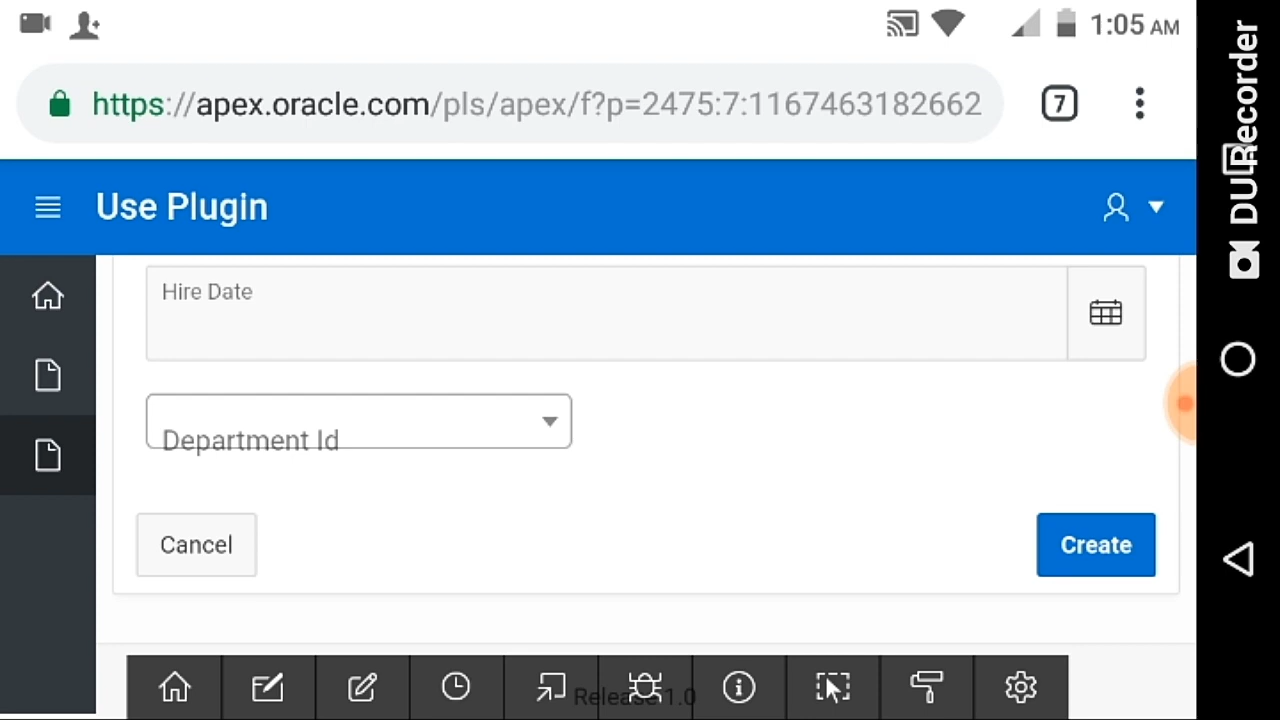 1:05 AM
https://apex.oracle.com/pls/apex/f?p=2475:7:1167463182662
7
Use Plugin
Hire Date
Department Id
Cancel
Create
Release 1.0
DU Recorder